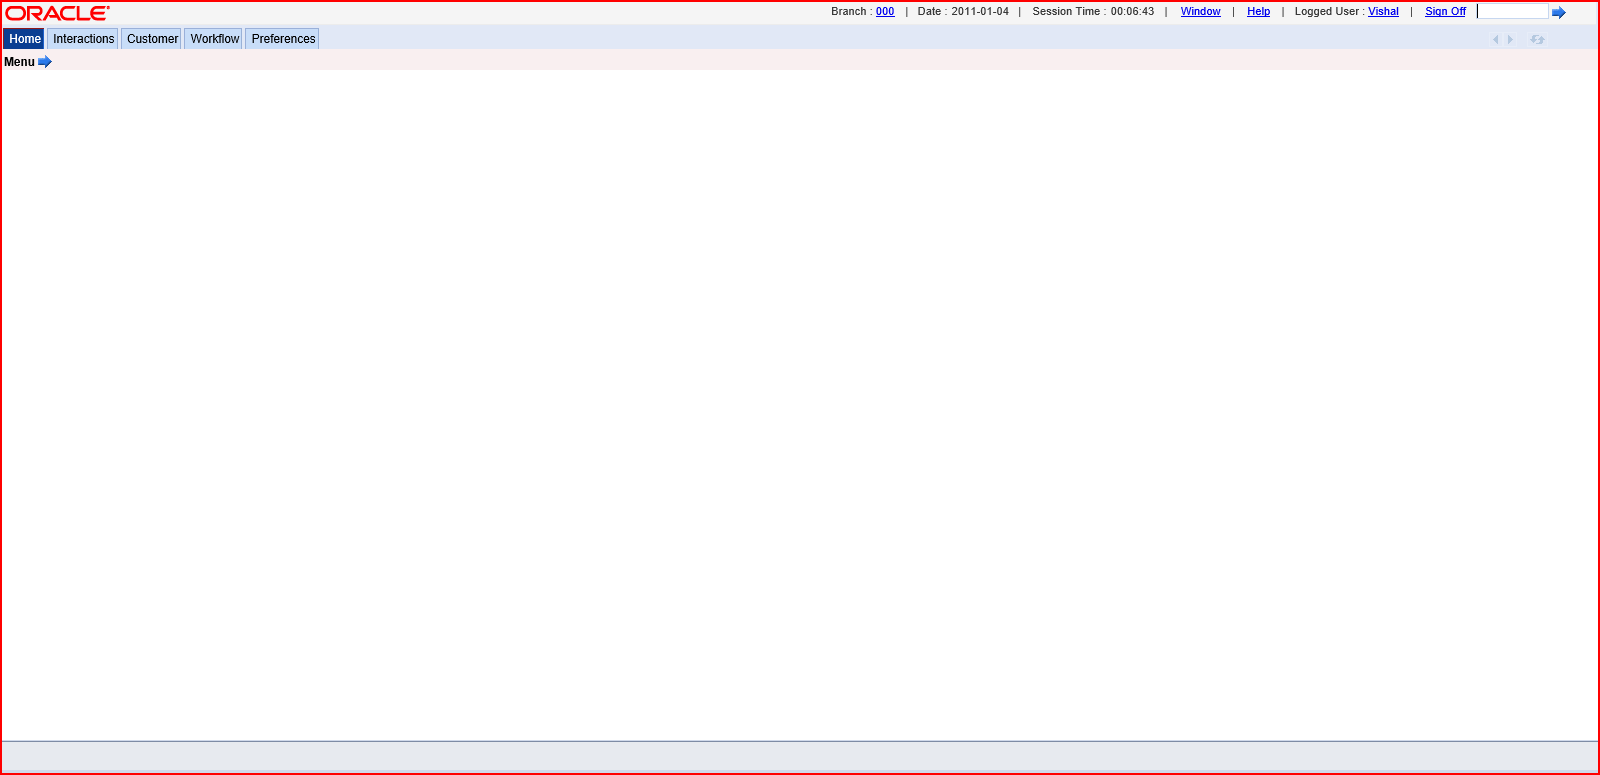 ORACLE
Branch : 000 | Date : 2011-01-04 | Session Time : 00:06:43 | Window | Help | Logged User : Vishal | Sign Off
Home Interactions Customer Workflow Preferences
Menu